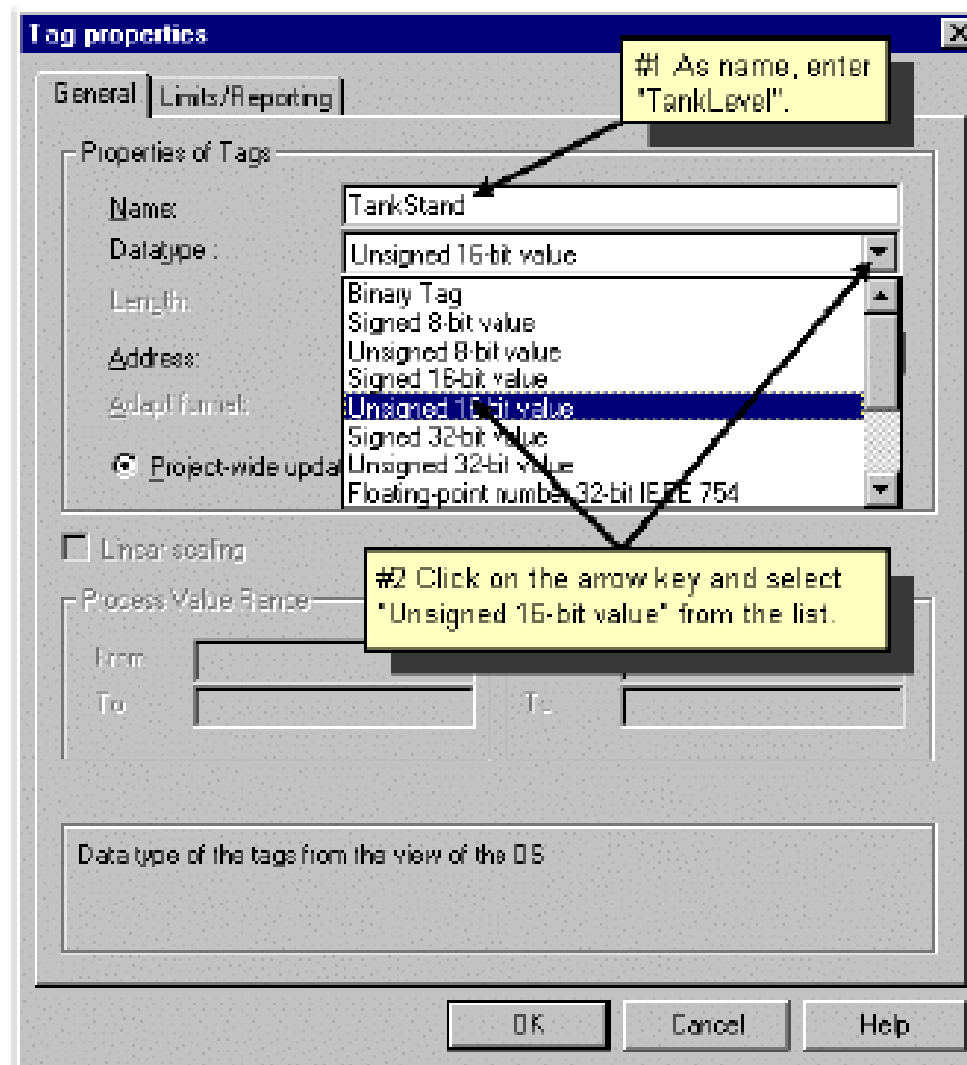 Tag properties
#1 As name, enter
"TankLevel".
General
Limits/Reporting
Properties of Tags
Name:
TankStand
Datatype :
Unsigned 16-bit value
Length:
Binary Tag
Signed 8-bit value
Unsigned 8-bit value
Address:
Signed 16-bit value
Adapt format:
Unsigned 16-bit value
Signed 32-bit value
Project-wide upda
Unsigned 32-bit value
Floating-point number 32-bit IEEE 754
Linear scaling
#2 Click on the arrow key and select
"Unsigned 16-bit value" from the list.
Process Value Range
From
To
To
Data type of the tags from the view of the OS
OK
Cancel
Help